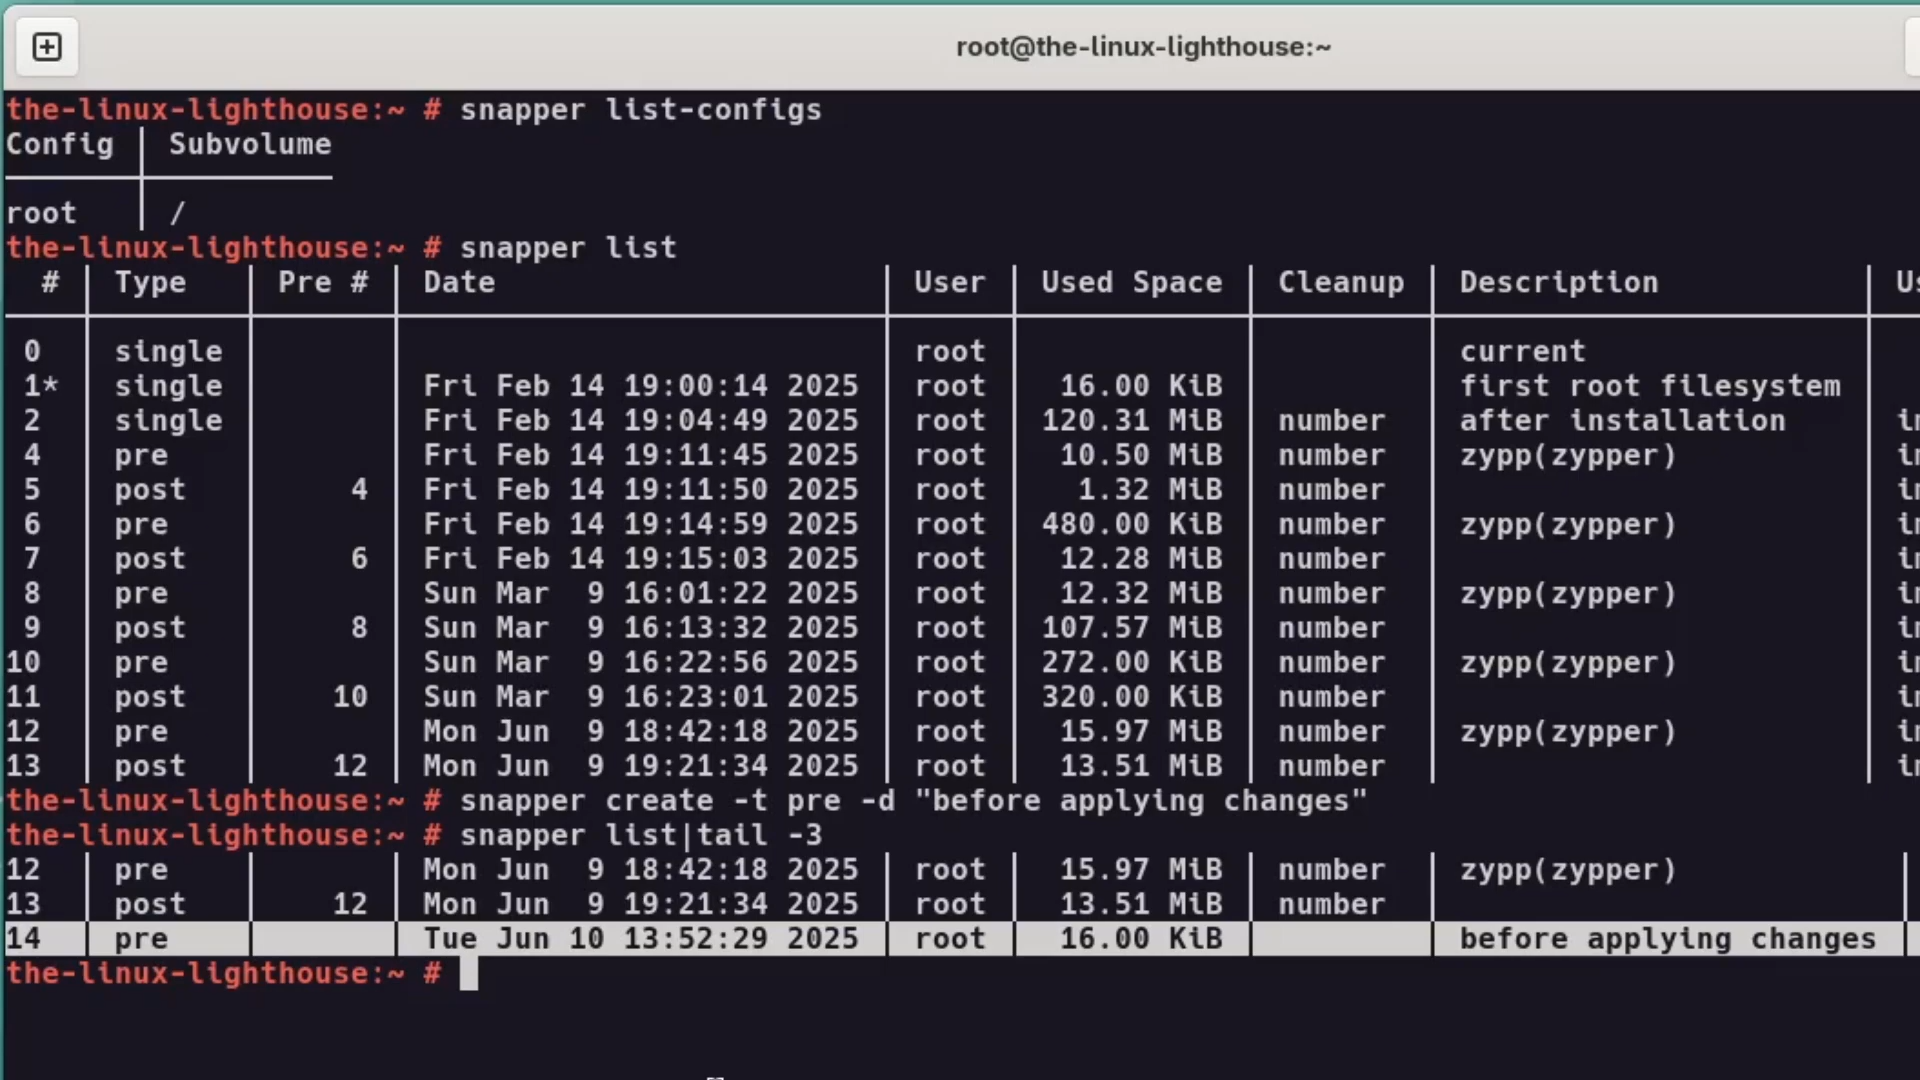 root@the-linux-lighthouse:~
the-linux-lighthouse:~ # snapper list-configs
Config │ Subvolume
root │ /
the-linux-lighthouse:~ # snapper list
# │ Type │ Pre # │ Date │ User │ Used Space │ Cleanup │ Description │
0 │ single │ │ │ root │ │ │ current │
1* │ single │ │ Fri Feb 14 19:00:14 2025 │ root │ 16.00 KiB │ │ first root filesystem │
2 │ single │ │ Fri Feb 14 19:04:49 2025 │ root │ 120.31 MiB │ number │ after installation │
4 │ pre │ │ Fri Feb 14 19:11:45 2025 │ root │ 10.50 MiB │ number │ zypp(zypper) │
5 │ post │ 4 │ Fri Feb 14 19:11:50 2025 │ root │ 1.32 MiB │ number │ │
6 │ pre │ │ Fri Feb 14 19:14:59 2025 │ root │ 480.00 KiB │ number │ zypp(zypper) │
7 │ post │ 6 │ Fri Feb 14 19:15:03 2025 │ root │ 12.28 MiB │ number │ │
8 │ pre │ │ Sun Mar 9 16:01:22 2025 │ root │ 12.32 MiB │ number │ zypp(zypper) │
9 │ post │ 8 │ Sun Mar 9 16:13:32 2025 │ root │ 107.57 MiB │ number │ │
10 │ pre │ │ Sun Mar 9 16:22:56 2025 │ root │ 272.00 KiB │ number │ zypp(zypper) │
11 │ post │ 10 │ Sun Mar 9 16:23:01 2025 │ root │ 320.00 KiB │ number │ │
12 │ pre │ │ Mon Jun 9 18:42:18 2025 │ root │ 15.97 MiB │ number │ zypp(zypper) │
13 │ post │ 12 │ Mon Jun 9 19:21:34 2025 │ root │ 13.51 MiB │ number │ │
the-linux-lighthouse:~ # snapper create -t pre -d "before applying changes"
the-linux-lighthouse:~ # snapper list|tail -3
12 │ pre │ │ Mon Jun 9 18:42:18 2025 │ root │ 15.97 MiB │ number │ zypp(zypper) │
13 │ post │ 12 │ Mon Jun 9 19:21:34 2025 │ root │ 13.51 MiB │ number │ │
14 │ pre │ │ Tue Jun 10 13:52:29 2025 │ root │ 16.00 KiB │ │ before applying changes │
the-linux-lighthouse:~ #